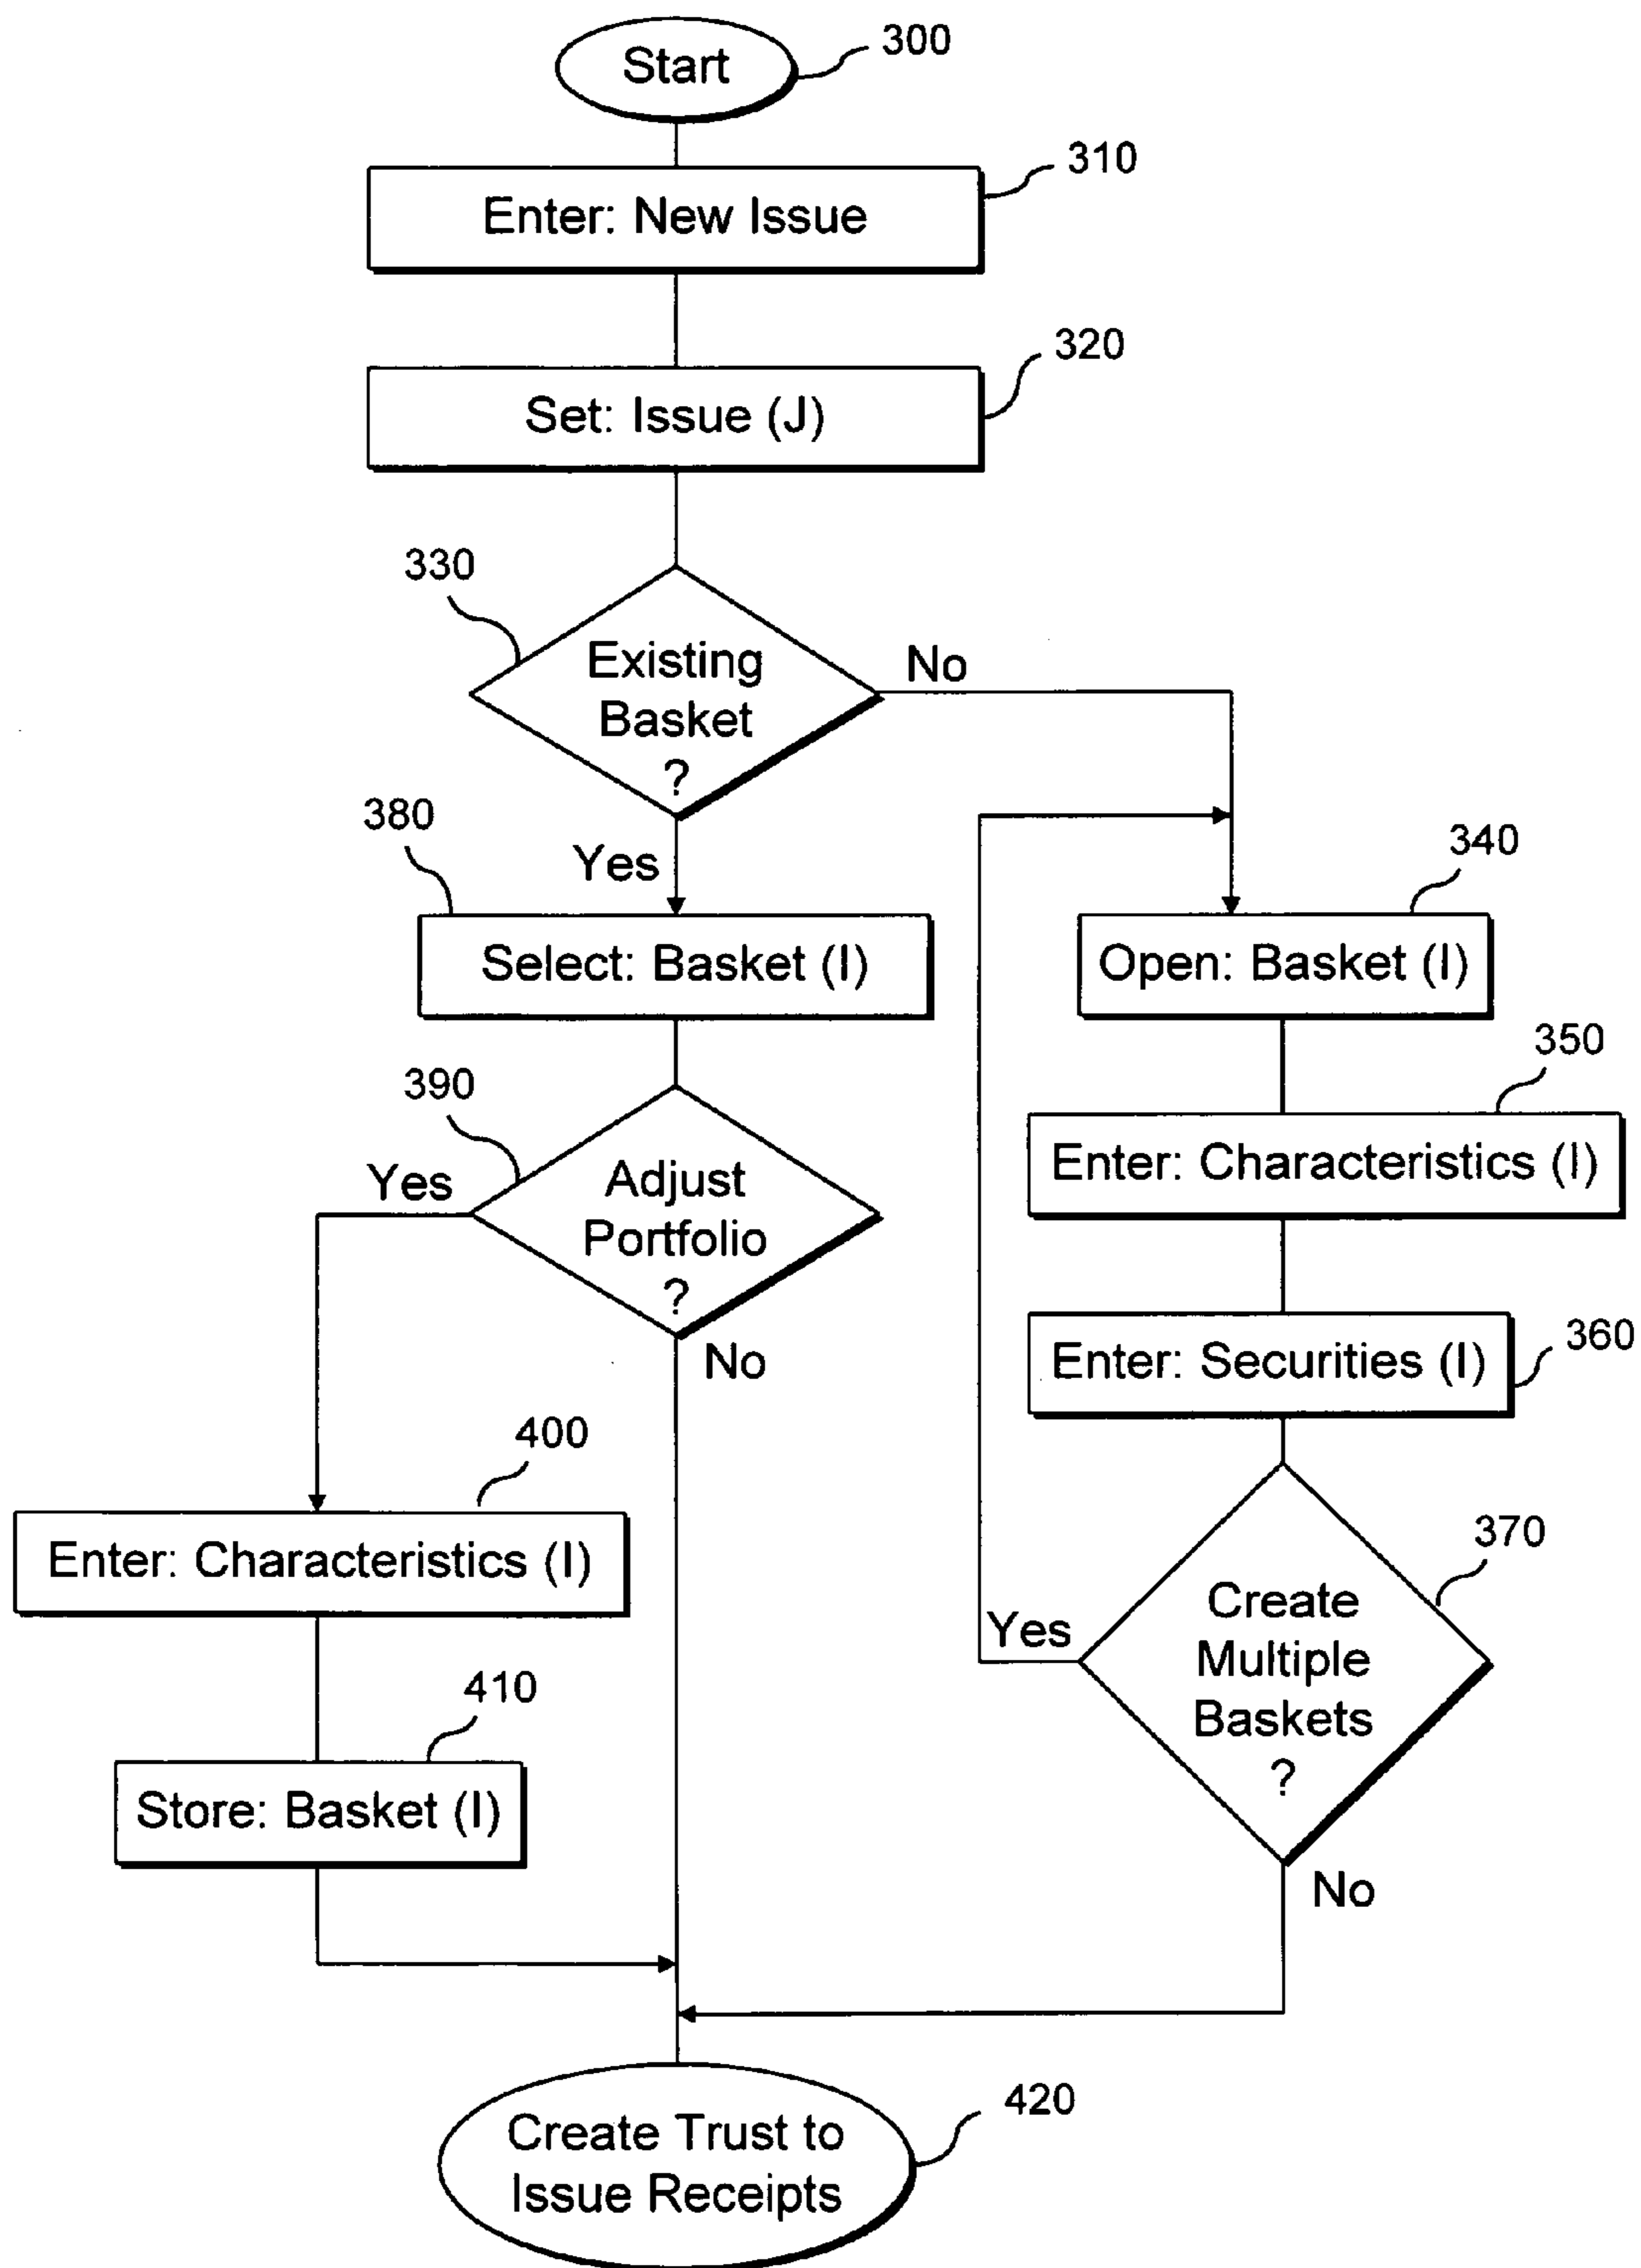 Start
300
310
Enter: New Issue
320
Set: Issue (J)
330
Existing
Basket
?
No
Yes
380
Select: Basket (I)
340
Open: Basket (I)
350
Enter: Characteristics (I)
390
Yes
Adjust
Portfolio
?
No
360
Enter: Securities (I)
400
Enter: Characteristics (I)
370
Create
Multiple
Baskets
?
Yes
No
410
Store: Basket (I)
420
Create Trust to
Issue Receipts